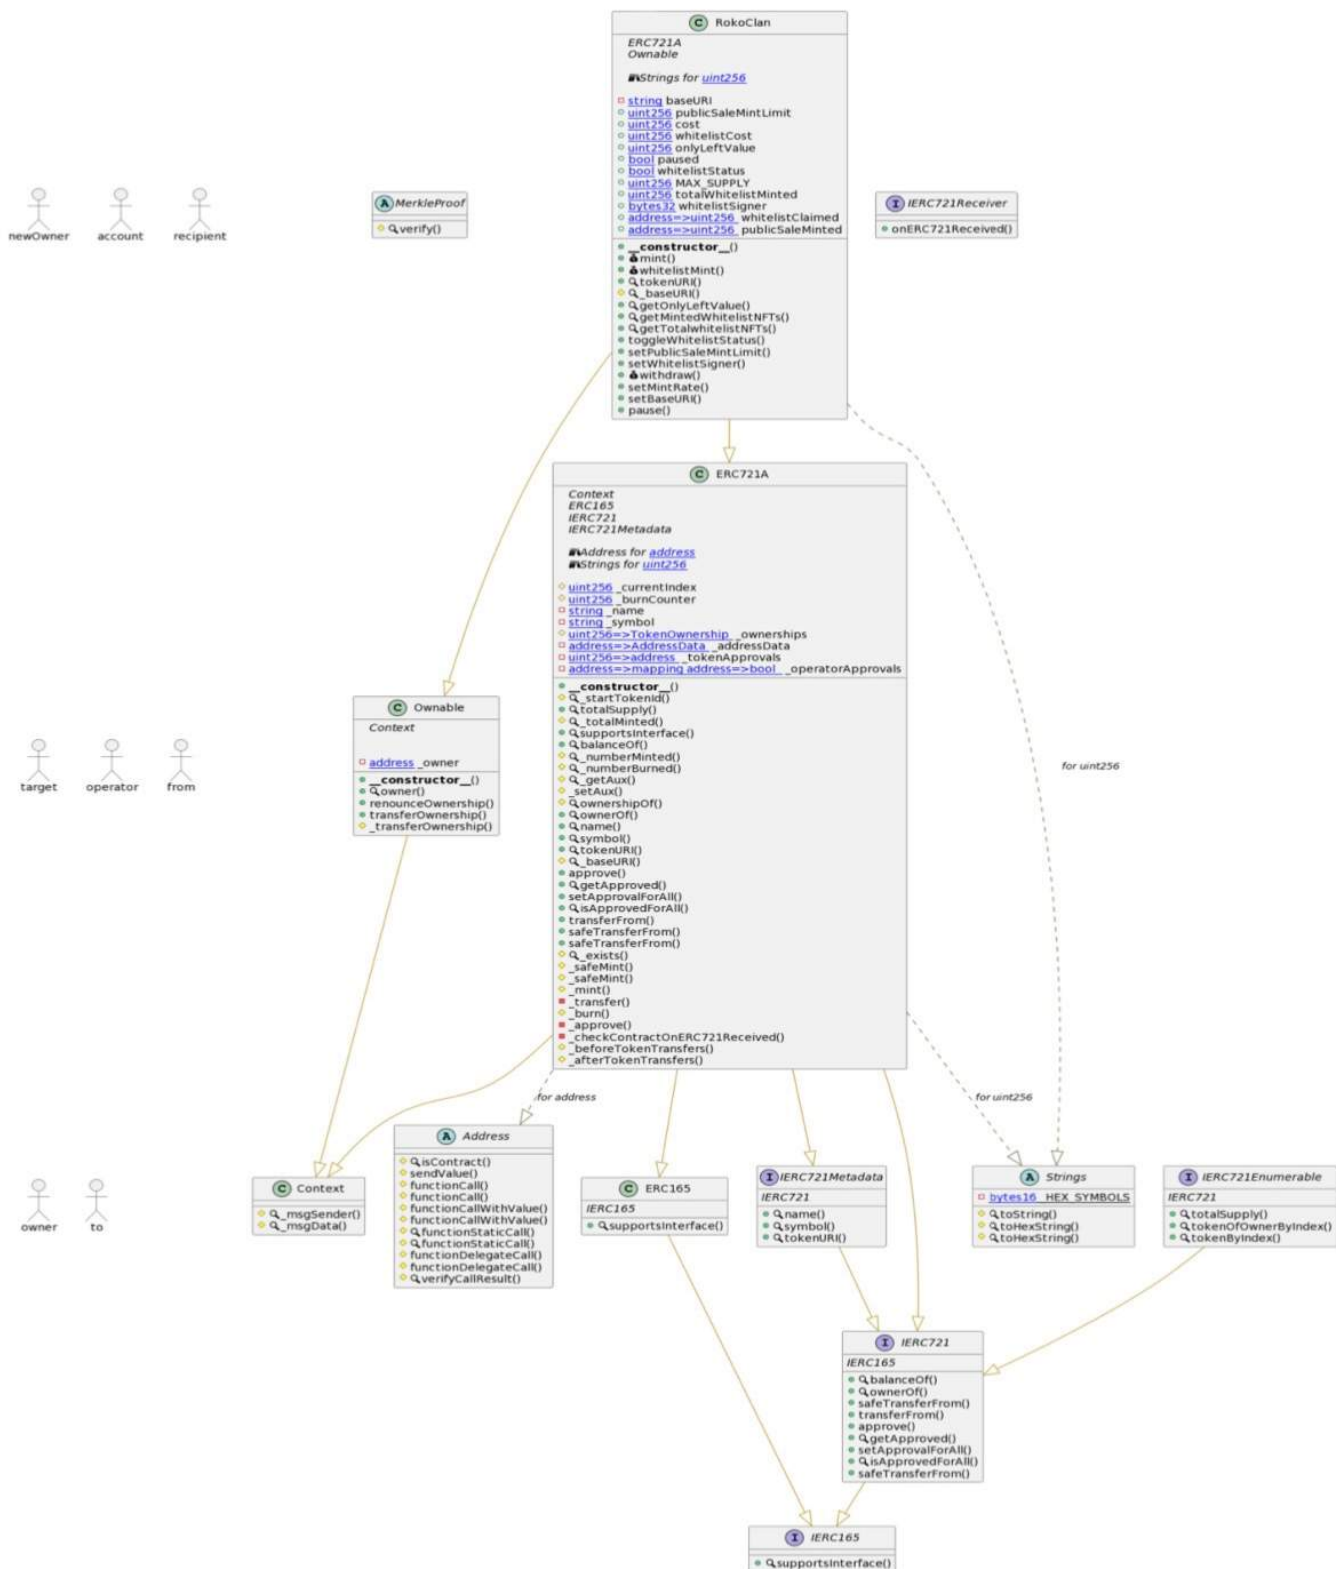 C RokoClan
ERC721A
Ownable
Strings for uint256
string baseURI
uint256 publicSaleMintLimit
uint256 cost
uint256 whitelistCost
uint256 onlyLeftValue
bool paused
bool whitelistStatus
uint256 MAX_SUPPLY
uint256 totalWhitelistMinted
bytes32 whitelistSigner
address=>uint256 whitelistClaimed
address=>uint256 publicSaleMinted
__constructor__()
mint()
whitelistMint()
tokenURI()
_baseURI()
getOnlyLeftValue()
getMintedWhitelistNFTs()
getTotalwhitelistNFTs()
toggleWhitelistStatus()
setPublicSaleMintLimit()
setWhitelistSigner()
withdraw()
setMintRate()
setBaseURI()
pause()
newOwner
account
recipient
A MerkleProof
verify()
I IERC721Receiver
onERC721Received()
C ERC721A
Context
ERC165
IERC721
IERC721Metadata
Address for address
Strings for uint256
uint256 _currentIndex
uint256 _burnCounter
string _name
string _symbol
uint256=>TokenOwnership _ownerships
address=>AddressData _addressData
uint256=>address _tokenApprovals
address=>mapping address=>bool _operatorApprovals
__constructor__()
_startTokenId()
totalSupply()
_totalMinted()
supportsInterface()
balanceOf()
_numberMinted()
_numberBurned()
_getAux()
_setAux()
ownershipOf()
ownerOf()
name()
symbol()
tokenURI()
_baseURI()
approve()
getApproved()
setApprovalForAll()
isApprovedForAll()
transferFrom()
safeTransferFrom()
safeTransferFrom()
_exists()
_safeMint()
_safeMint()
_mint()
_transfer()
_burn()
_approve()
_checkContractOnERC721Received()
_beforeTokenTransfers()
_afterTokenTransfers()
C Ownable
Context
address _owner
__constructor__()
owner()
renounceOwnership()
transferOwnership()
_transferOwnership()
target
operator
from
for uint256
for address
for uint256
owner
to
C Context
_msgSender()
_msgData()
A Address
isContract()
sendValue()
functionCall()
functionCall()
functionCallWithValue()
functionCallWithValue()
functionStaticCall()
functionStaticCall()
functionDelegateCall()
functionDelegateCall()
verifyCallResult()
C ERC165
IERC165
supportsInterface()
I IERC721Metadata
IERC721
name()
symbol()
tokenURI()
A Strings
bytes16 _HEX_SYMBOLS
toString()
toHexString()
toHexString()
I IERC721Enumerable
IERC721
totalSupply()
tokenOfOwnerByIndex()
tokenByIndex()
I IERC721
IERC165
balanceOf()
ownerOf()
safeTransferFrom()
transferFrom()
approve()
getApproved()
setApprovalForAll()
isApprovedForAll()
safeTransferFrom()
I IERC165
supportsInterface()